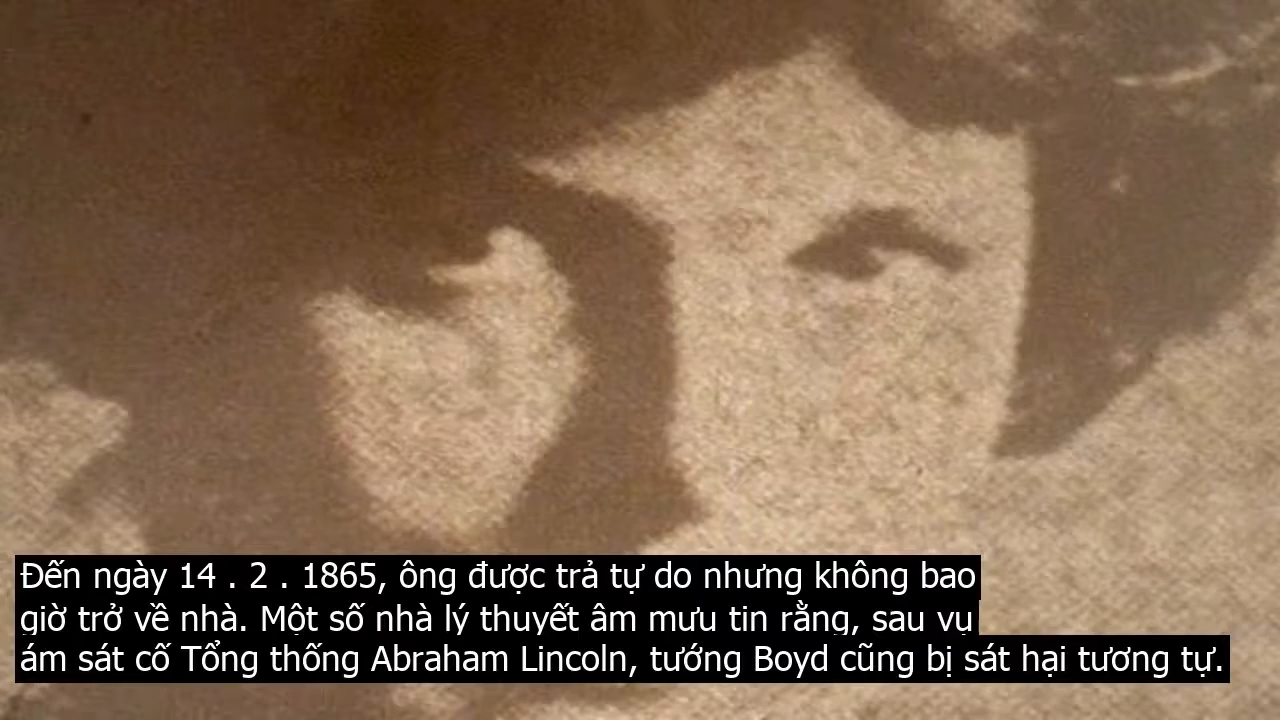 Đến ngày 14 . 2 . 1865, ông được trả tự do nhưng không bao
giờ trở về nhà. Một số nhà lý thuyết âm mưu tin rằng, sau vụ
ám sát cố Tổng thống Abraham Lincoln, tướng Boyd cũng bị sát hại tương tự.